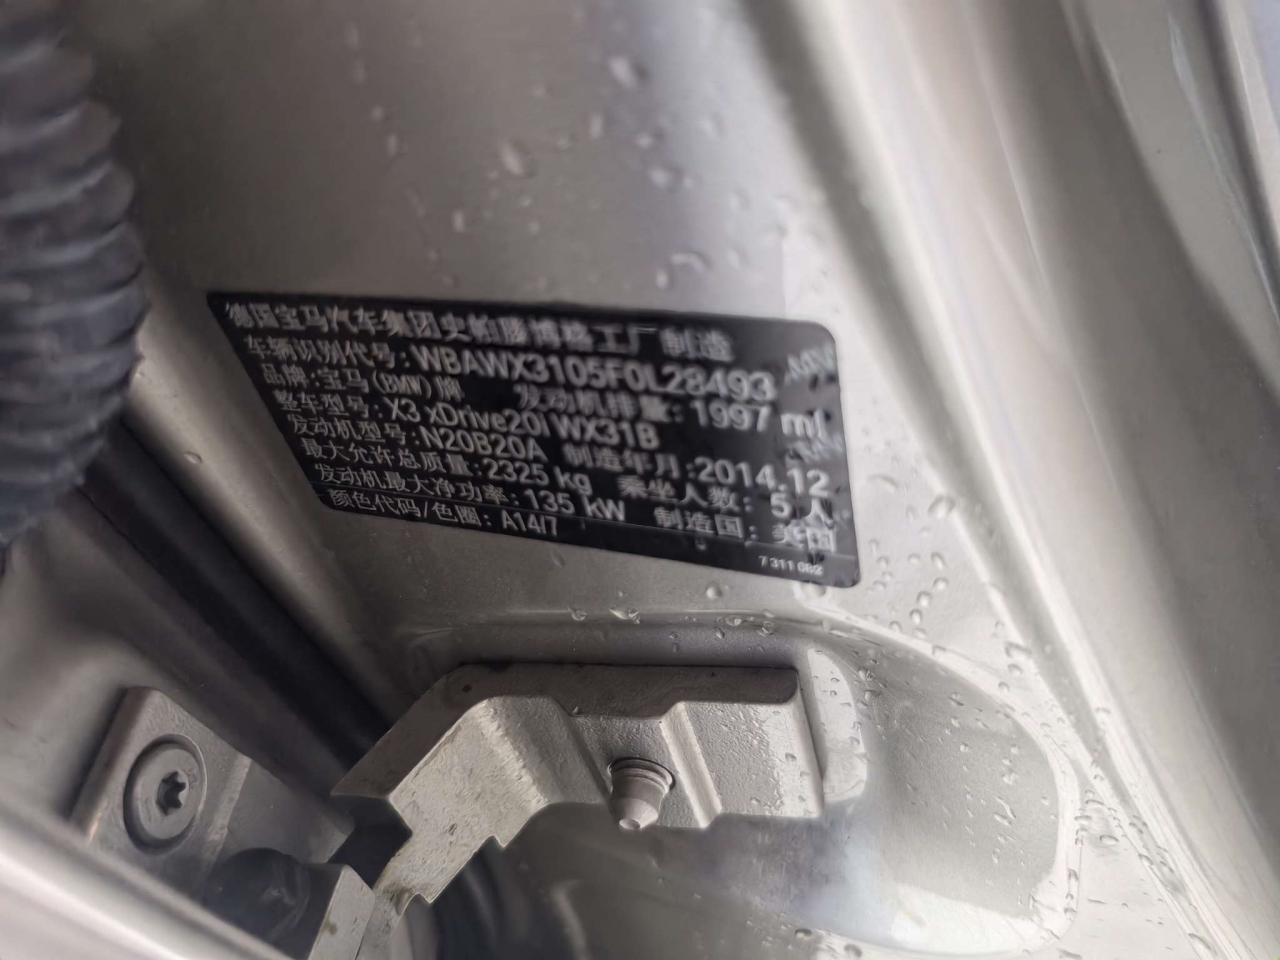 德国宝马汽车集团史帕滕博格工厂 制造
车辆识别代号: WBAWX3105F0L28493
品牌: 宝马(BMW)牌 发动机排量: 1997 ml
整车型号: X3 xDrive20i WX31B
发动机型号: N20B20A 制造年月: 2014.12
最大允许总质量: 2325 kg 乘坐人数: 5 人
发动机最大净功率: 135 kW 制造国: 美国
颜色代码/色圈: A14/7
7 311 082